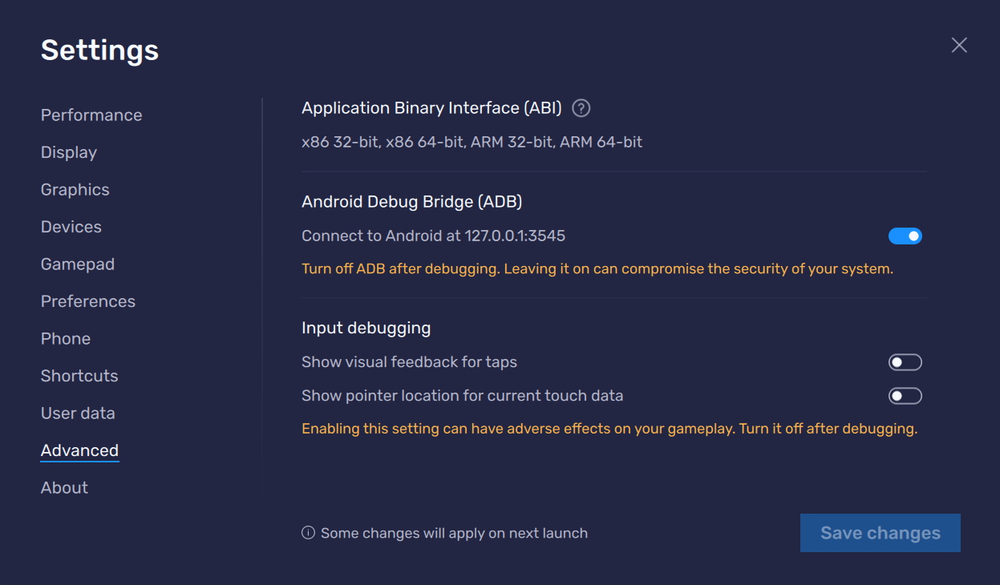 Settings
Performance
Display
Graphics
Devices
Gamepad
Preferences
Phone
Shortcuts
User data
Advanced
About
Application Binary Interface (ABI) ?
x86 32-bit, x86 64-bit, ARM 32-bit, ARM 64-bit
Android Debug Bridge (ADB)
Connect to Android at 127.0.0.1:3545
Turn off ADB after debugging. Leaving it on can compromise the security of your system.
Input debugging
Show visual feedback for taps
Show pointer location for current touch data
Enabling this setting can have adverse effects on your gameplay. Turn it off after debugging.
Some changes will apply on next launch
Save changes